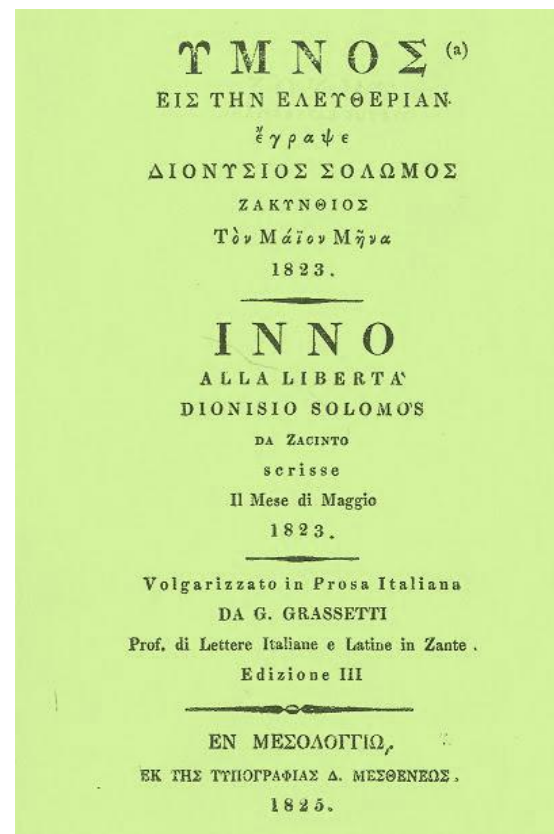 ΥΜΝΟΣ (a)
ΕΙΣ ΤΗΝ ΕΛΕΥΘΕΡΙΑΝ.
ἔγραψε
ΔΙΟΝΥΣΙΟΣ ΣΟΛΩΜΟΣ
ΖΑΚΥΝΘΙΟΣ
Τὸν Μάϊον Μῆνα
1823.
INNO
ALLA LIBERTA'
DIONISIO SOLOMO'S
DA ZACINTO
scrisse
Il Mese di Maggio
1823.
Volgarizzato in Prosa Italiana
DA G. GRASSETTI
Prof. di Lettere Italiane e Latine in Zante.
Edizione III
ΕΝ ΜΕΣΟΛΟΓΓΙΩ,
ΕΚ ΤΗΣ ΤΥΠΟΓΡΑΦΙΑΣ Δ. ΜΕΣΘΕΝΕΩΣ.
1825.